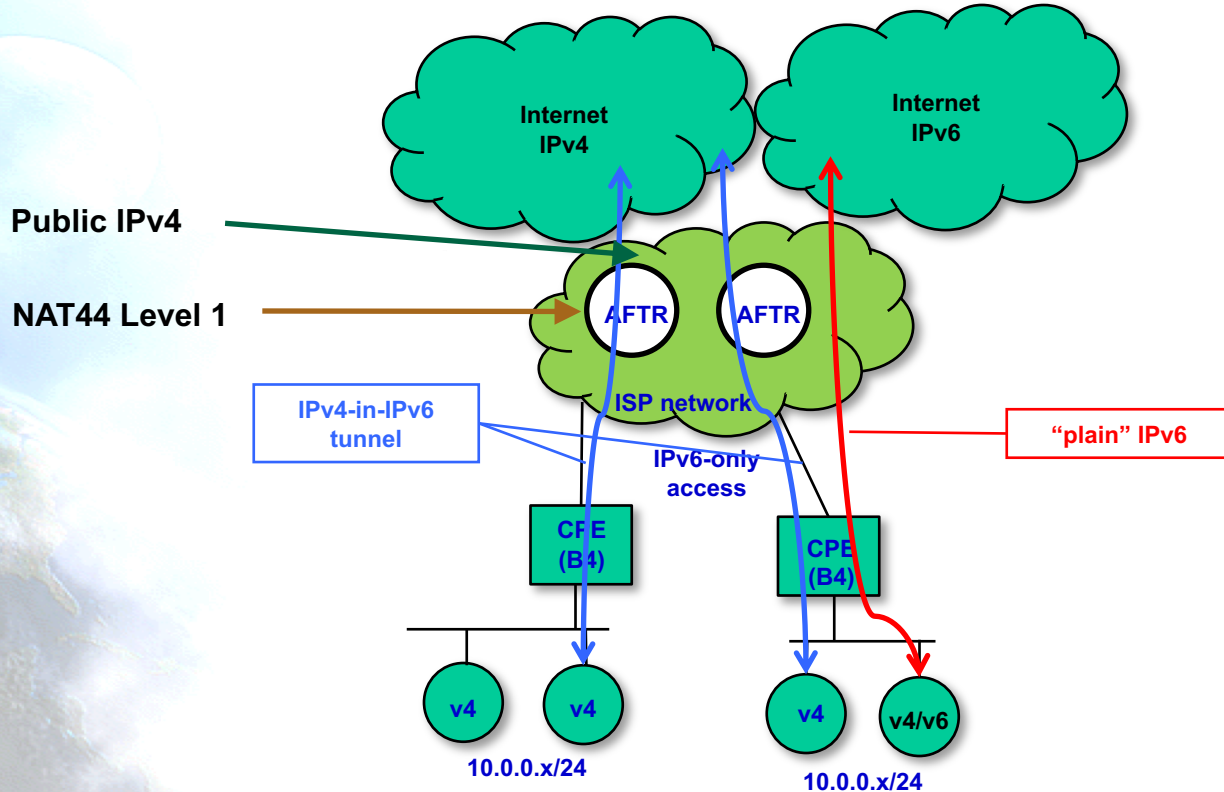 Internet
IPv4
Internet
IPv6
Public IPv4
NAT44 Level 1
AFTR
AFTR
ISP network
IPv4-in-IPv6
tunnel
“plain” IPv6
IPv6-only
access
CPE
(B4)
CPE
(B4)
v4
v4
v4
v4/v6
10.0.0.x/24
10.0.0.x/24